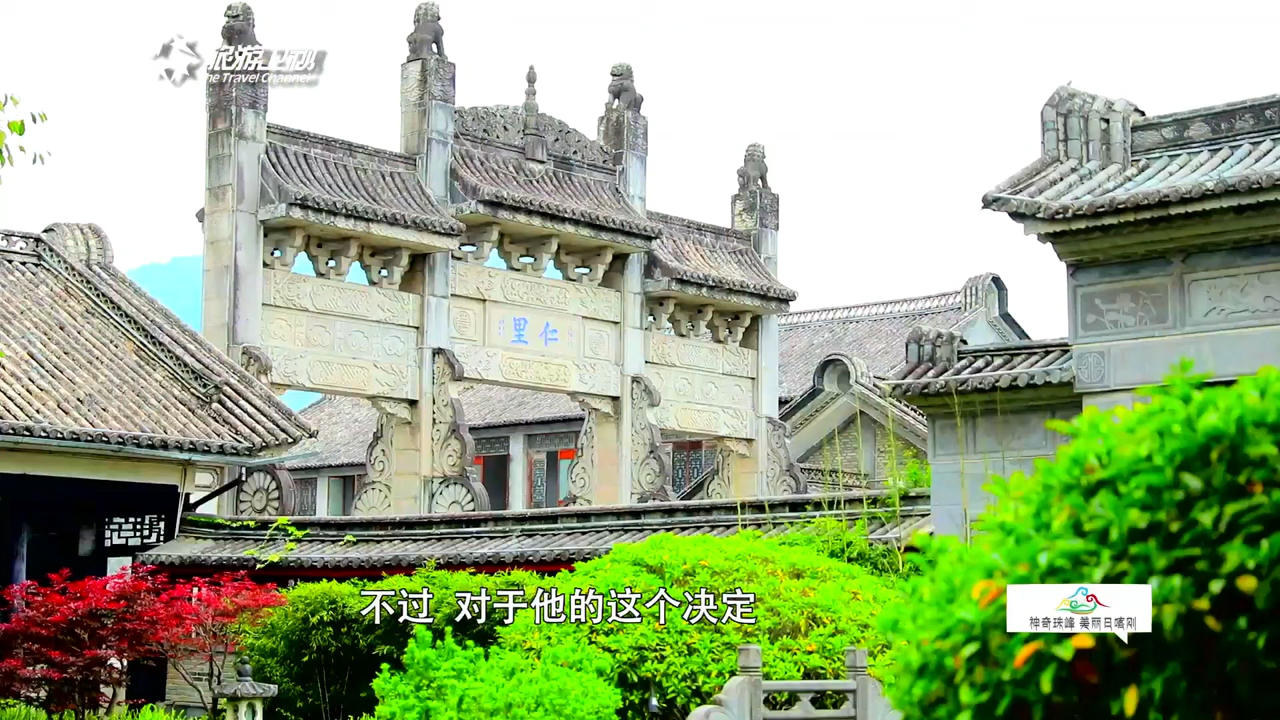 旅游卫视
The Travel Channel
里仁
不过 对于他的这个决定
神奇珠峰 美丽日喀则